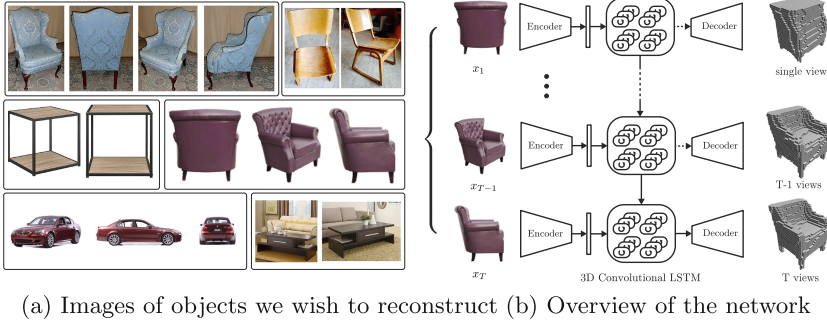 Encoder
Decoder
x1
single view
Encoder
Decoder
xT−1
T-1 views
Encoder
Decoder
xT
3D Convolutional LSTM
T views
(a) Images of objects we wish to reconstruct (b) Overview of the network